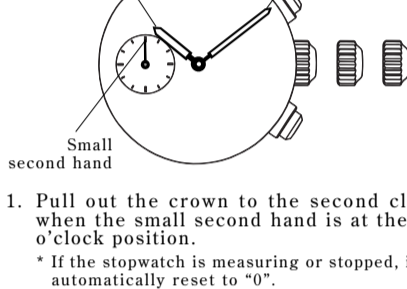 Small
second hand
1. Pull out the crown to the second cl
when the small second hand is at the
o'clock position.
* If the stopwatch is measuring or stopped, i
automatically reset to “0”.